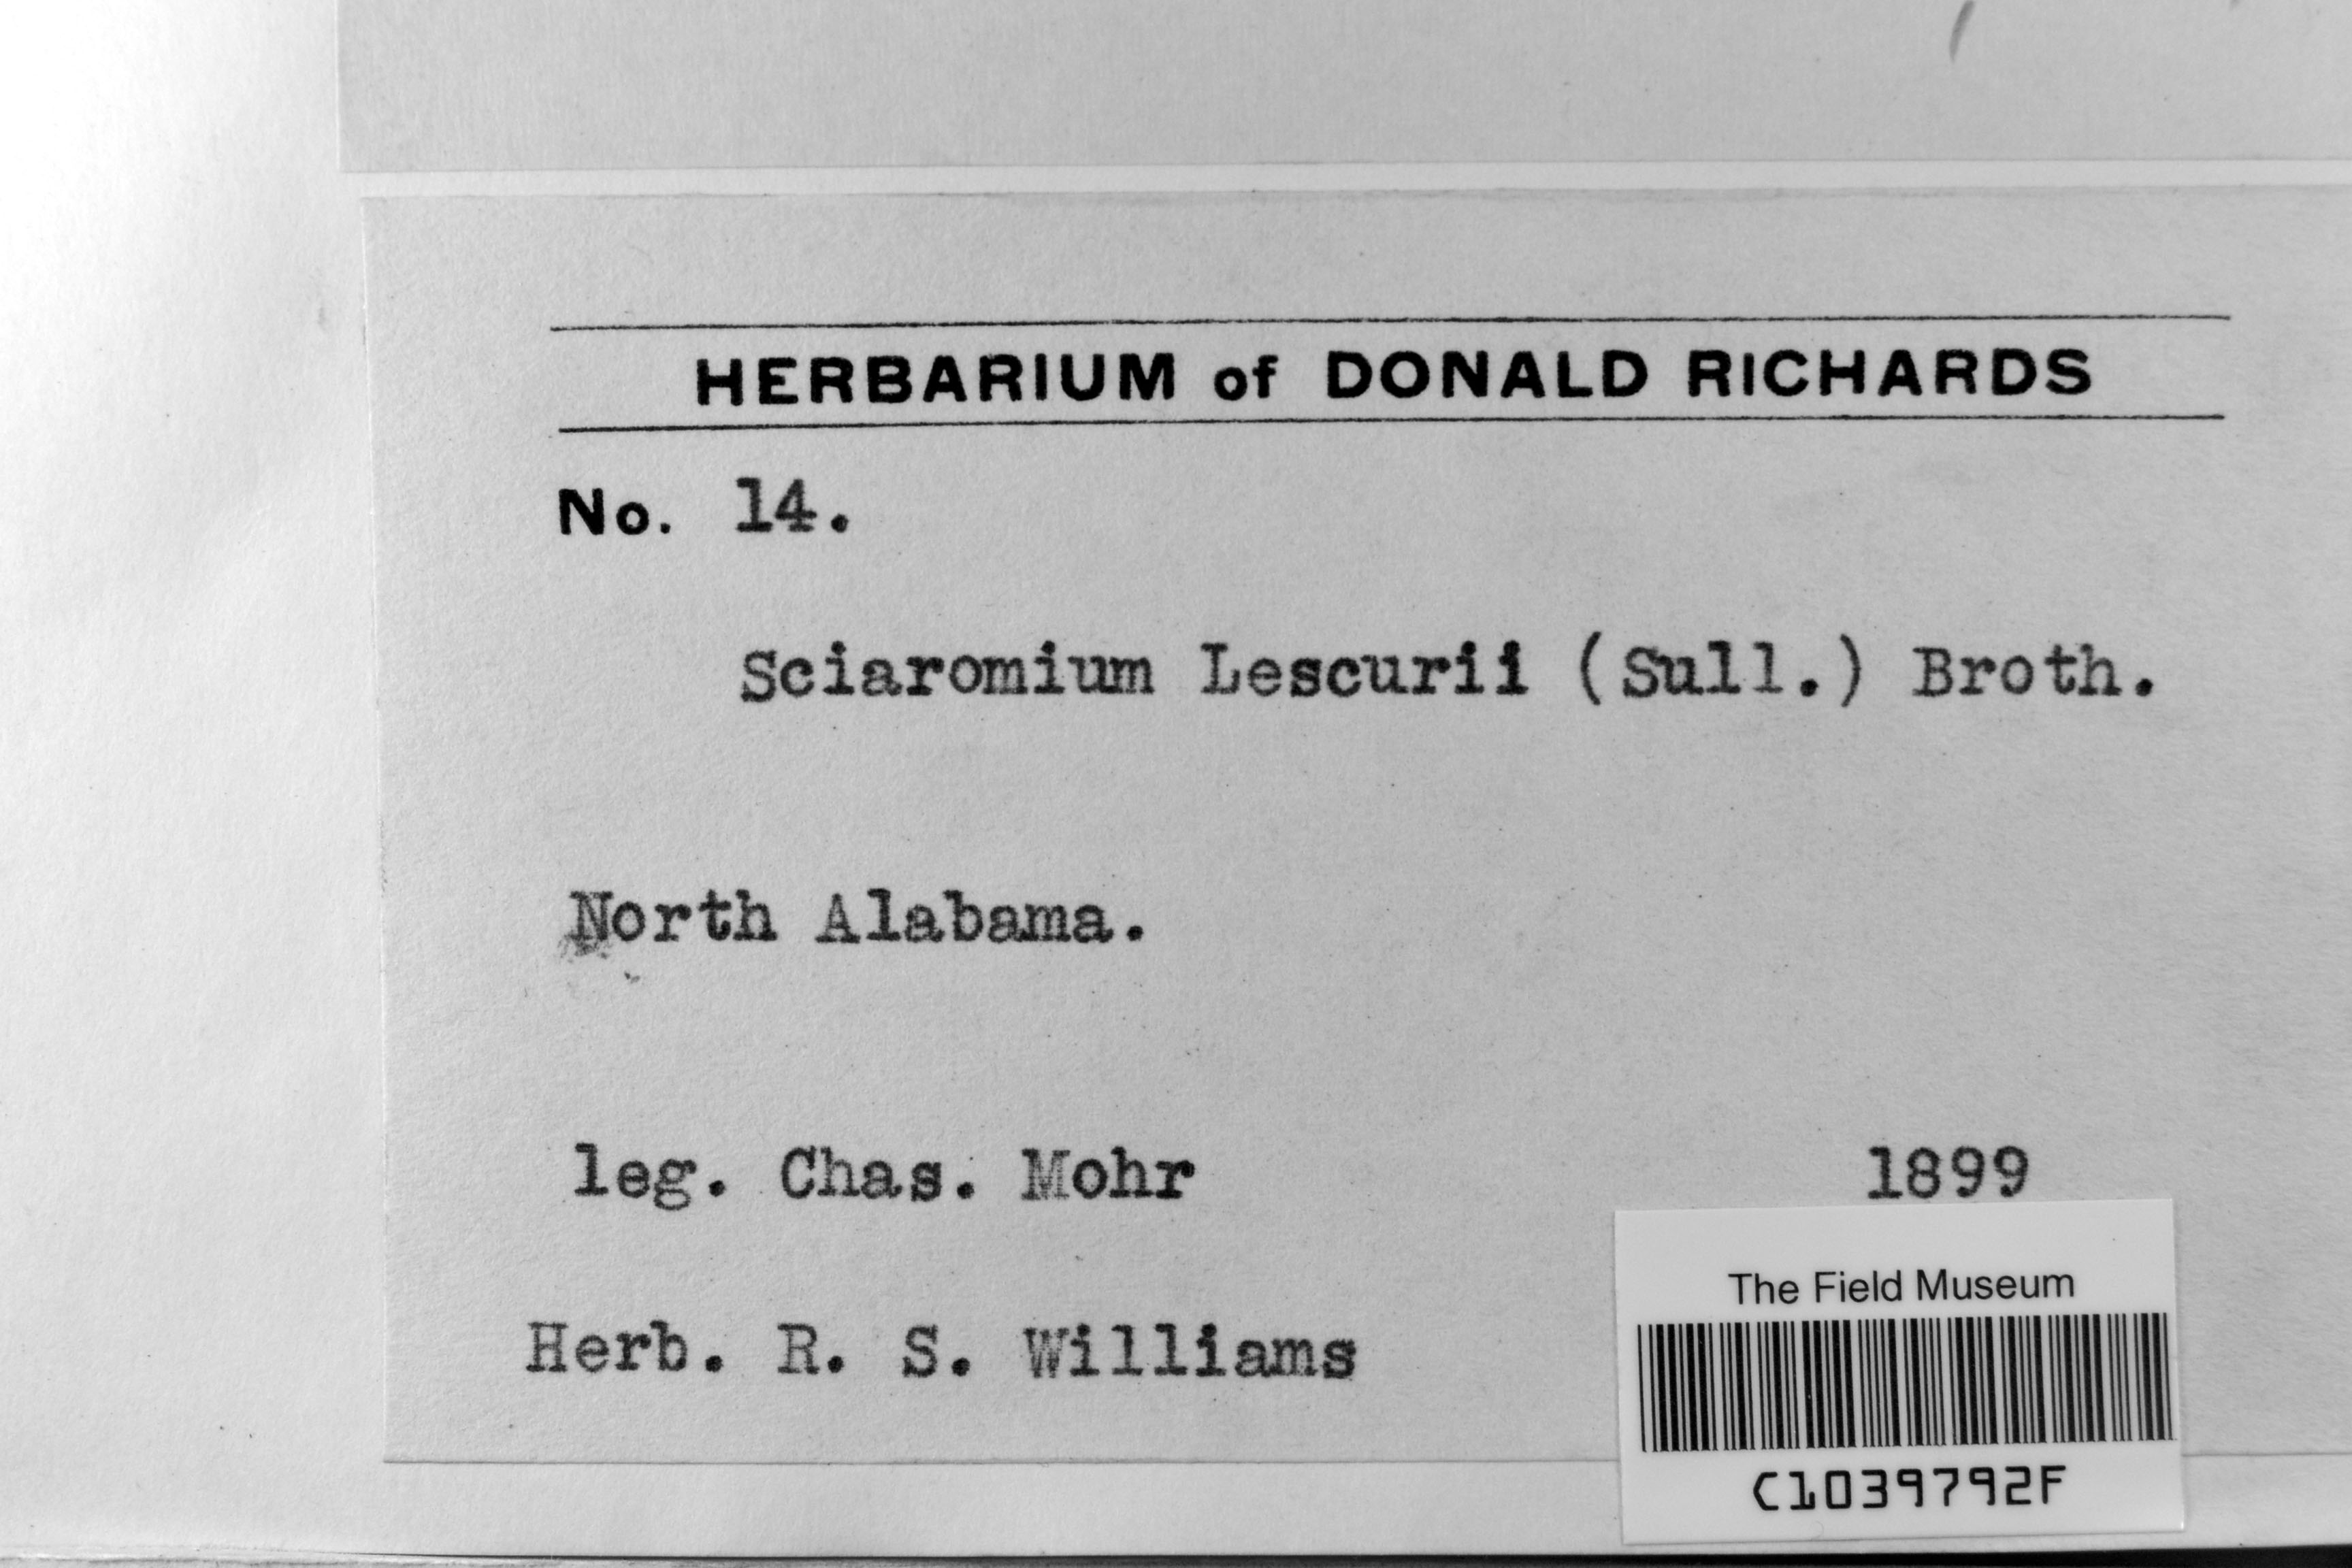 HERBARIUM of DONALD RICHARDS
No. 14.
Sciaromium Lescurii (Sull.) Broth.
North Alabama.
leg. Chas. Mohr 1899
Herb. R. S. Williams
The Field Museum
C1039792F